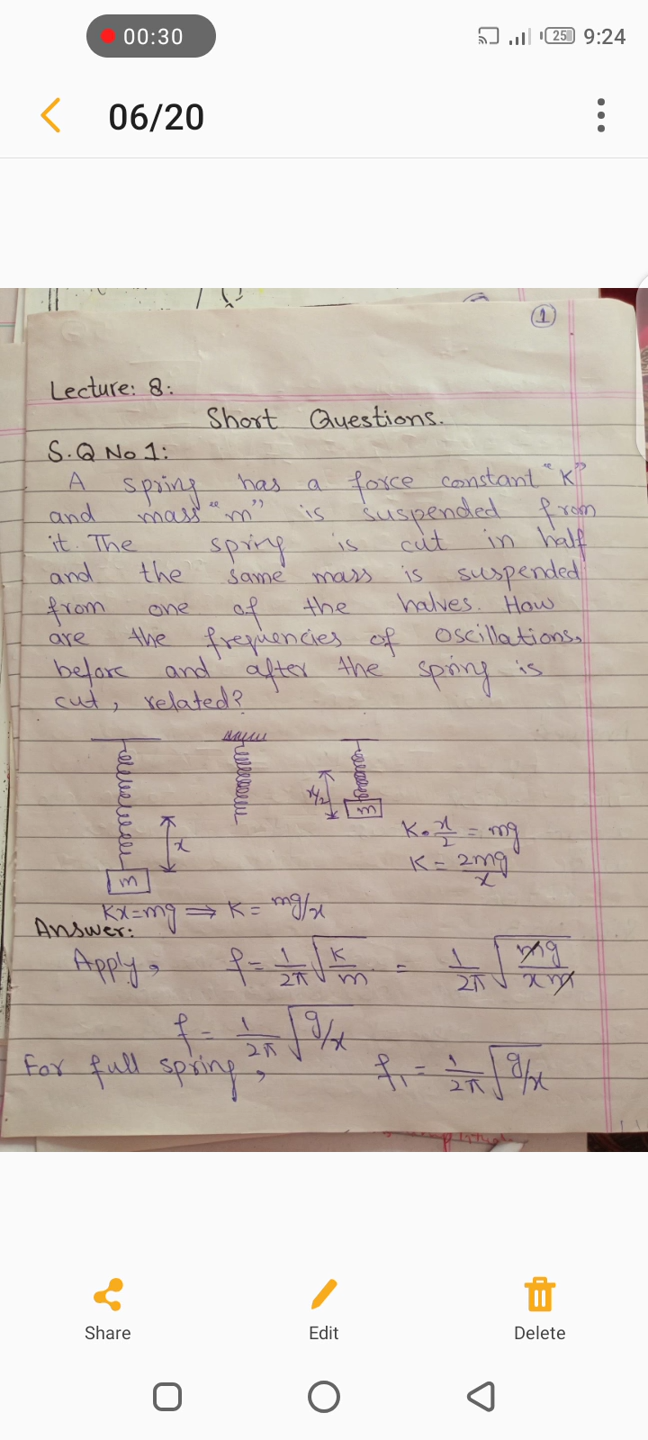 00:30
25 9:24
06/20
1
Lecture: 8:
Short Questions.
S.Q No 1:
A spring has a force constant "K"
and mass "m" is suspended from
it. The spring is cut in half
and the same mass is suspended
from one of the halves. How
are the frequencies of Oscillations,
before and after the spring is
cut, related?
x
m
x/2
m
K.x/2 = mg
K = 2mg/x
Kx=mg ⇒ K = mg/x
Answer:
Apply, f = 1/2π √K/m = 1/2π √mg/xm
f = 1/2π √g/x
For full spring, f₁ = 1/2π √g/x
Share Edit Delete